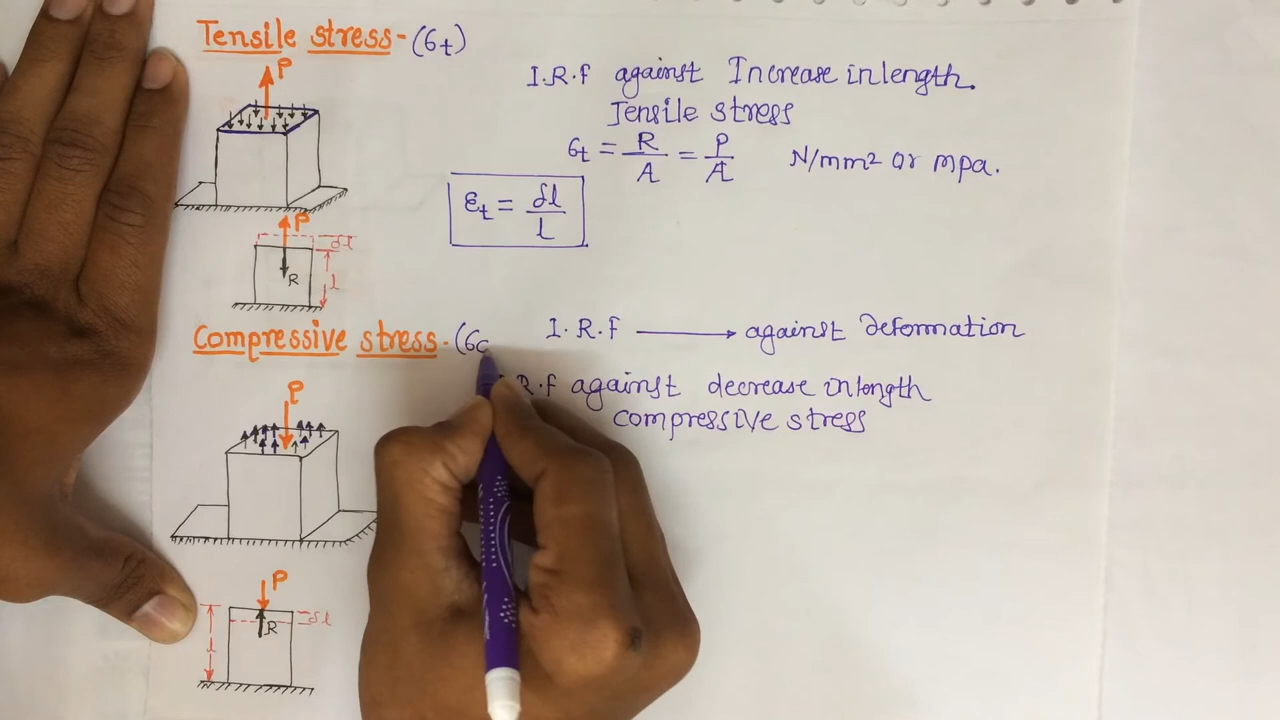 Tensile stress - (σt)
P
I.R.f against Increase in length.
Tensile stress
σt = R/A = P/A N/mm² or mpa.
εt = δl/l
P
δl
R
l
Compressive stress - (σc
I.R.f → against Deformation
R.f against decrease in length
compressive stress
P
P
δl
R
l